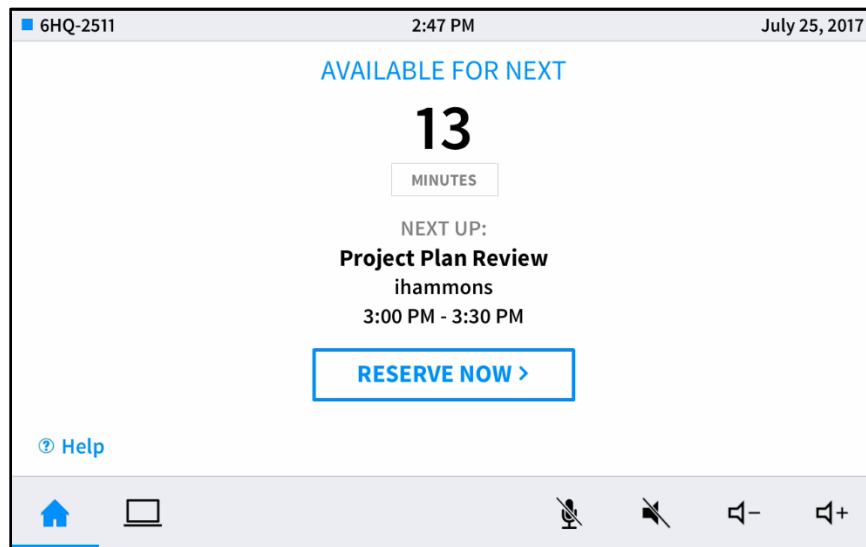 6HQ-2511 2:47 PM July 25, 2017
AVAILABLE FOR NEXT
13
MINUTES
NEXT UP:
Project Plan Review
ihammons
3:00 PM - 3:30 PM
RESERVE NOW >
? Help